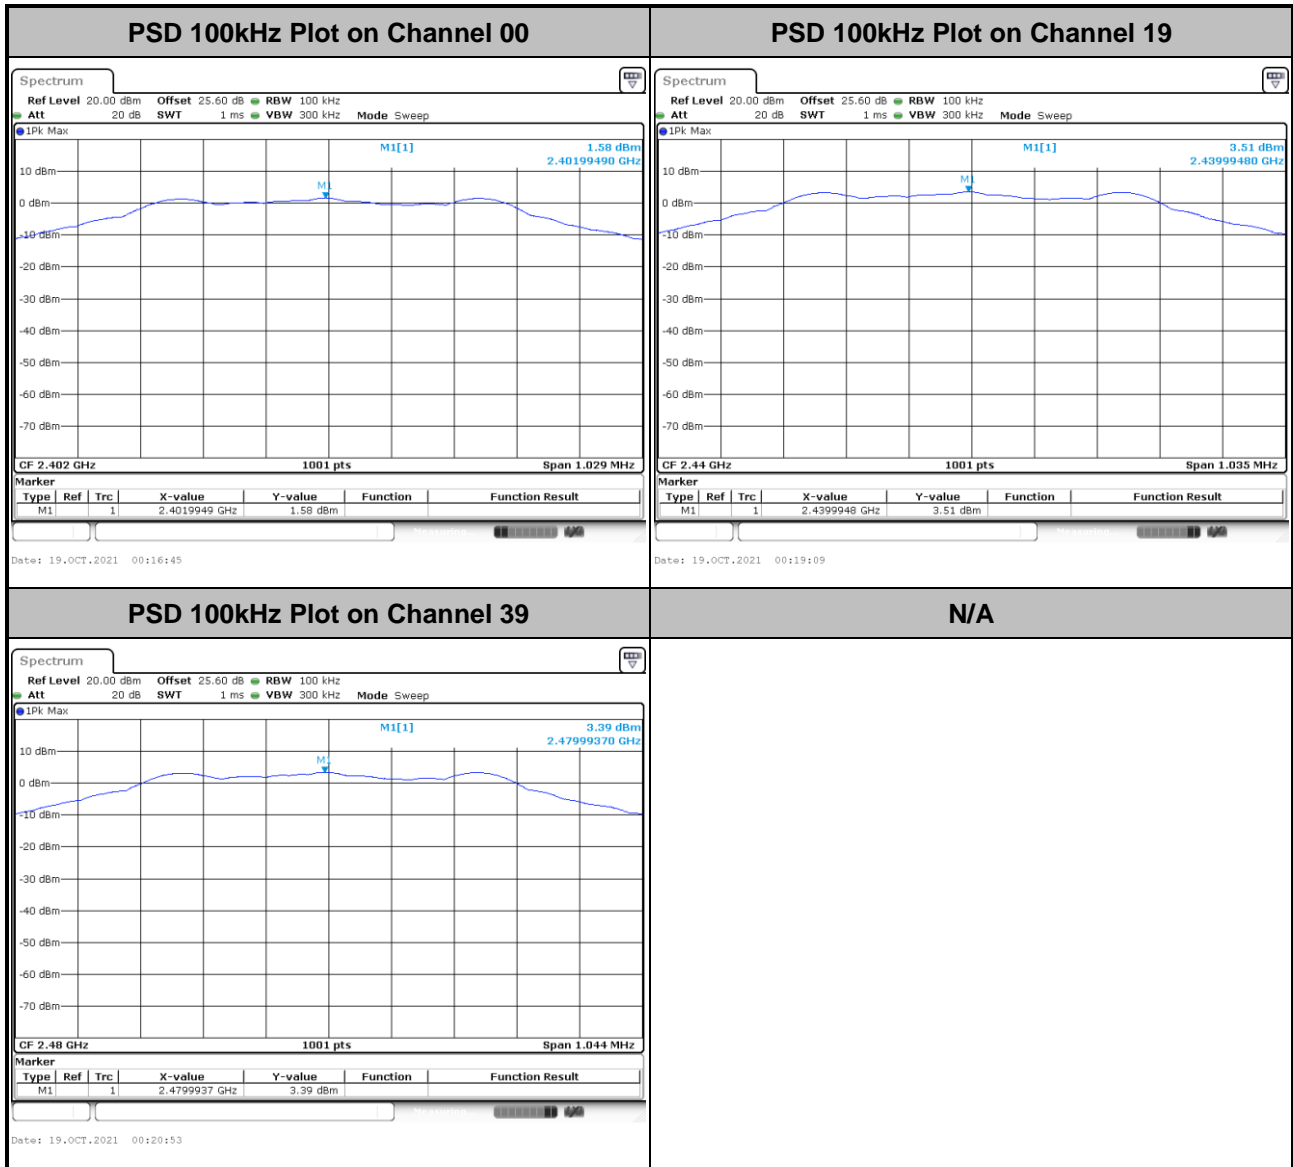 PSD 100kHz Plot on Channel 00
Spectrum
Ref Level 20.00 dBm Offset 25.60 dB RBW 100 kHz
Att 20 dB SWT 1 ms VBW 300 kHz Mode Sweep
1Pk Max
M1[1] 1.58 dBm
2.40199490 GHz
10 dBm
M1
0 dBm
-10 dBm
-20 dBm
-30 dBm
-40 dBm
-50 dBm
-60 dBm
-70 dBm
CF 2.402 GHz 1001 pts Span 1.029 MHz
Marker
Type Ref Trc X-value Y-value Function Function Result
M1 1 2.4019949 GHz 1.58 dBm
Measuring...
Date: 19.OCT.2021 00:16:45
PSD 100kHz Plot on Channel 19
Spectrum
Ref Level 20.00 dBm Offset 25.60 dB RBW 100 kHz
Att 20 dB SWT 1 ms VBW 300 kHz Mode Sweep
1Pk Max
M1[1] 3.51 dBm
2.43999480 GHz
10 dBm
M1
0 dBm
-10 dBm
-20 dBm
-30 dBm
-40 dBm
-50 dBm
-60 dBm
-70 dBm
CF 2.44 GHz 1001 pts Span 1.035 MHz
Marker
Type Ref Trc X-value Y-value Function Function Result
M1 1 2.4399948 GHz 3.51 dBm
Measuring...
Date: 19.OCT.2021 00:19:09
PSD 100kHz Plot on Channel 39
Spectrum
Ref Level 20.00 dBm Offset 25.60 dB RBW 100 kHz
Att 20 dB SWT 1 ms VBW 300 kHz Mode Sweep
1Pk Max
M1[1] 3.39 dBm
2.47999370 GHz
10 dBm
M1
0 dBm
-10 dBm
-20 dBm
-30 dBm
-40 dBm
-50 dBm
-60 dBm
-70 dBm
CF 2.48 GHz 1001 pts Span 1.044 MHz
Marker
Type Ref Trc X-value Y-value Function Function Result
M1 1 2.4799937 GHz 3.39 dBm
Measuring...
Date: 19.OCT.2021 00:20:53
N/A